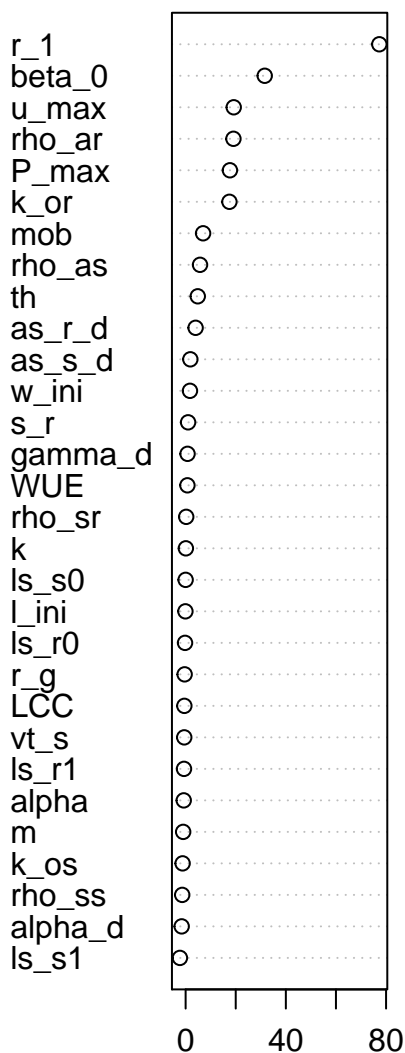 r_1
beta_0
u_max
rho_ar
P_max
k_or
mob
rho_as
th
as_r_d
as_s_d
w_ini
s_r
gamma_d
WUE
rho_sr
k
ls_s0
l_ini
ls_r0
r_g
LCC
vt_s
ls_r1
alpha
m
k_os
rho_ss
alpha_d
ls_s1
0 40 80